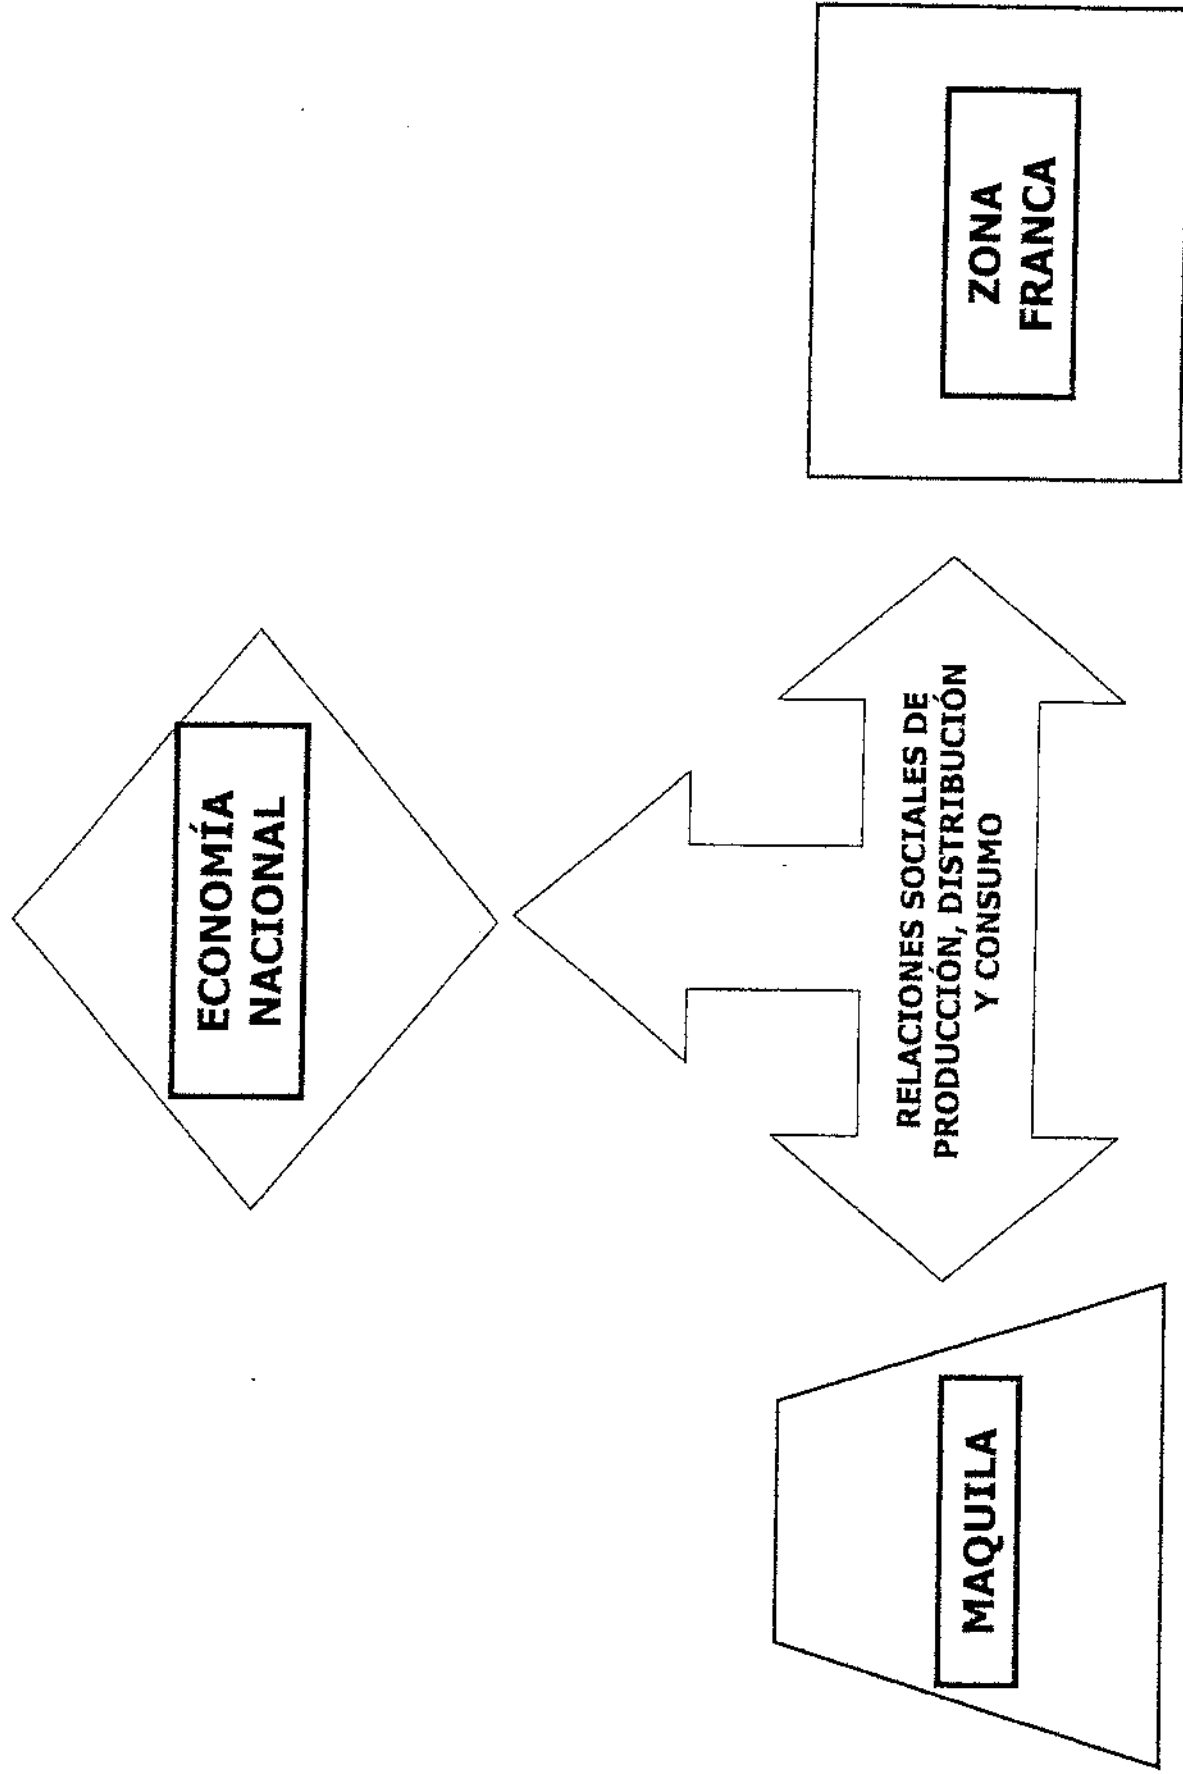 ECONOMÍA
NACIONAL
RELACIONES SOCIALES DE
PRODUCCIÓN, DISTRIBUCIÓN
Y CONSUMO
MAQUILA
ZONA
FRANCA